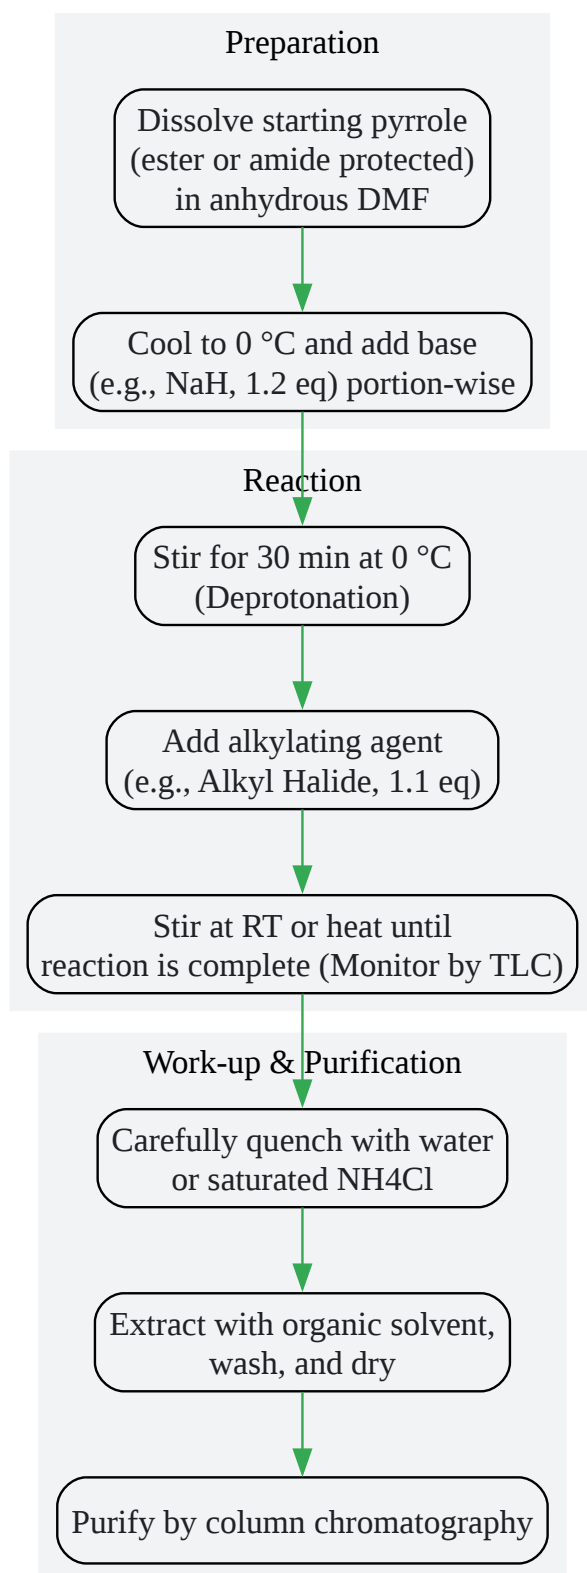 Preparation
Dissolve starting pyrrole
(ester or amide protected)
in anhydrous DMF
Cool to 0 °C and add base
(e.g., NaH, 1.2 eq) portion-wise
Reaction
Stir for 30 min at 0 °C
(Deprotonation)
Add alkylating agent
(e.g., Alkyl Halide, 1.1 eq)
Stir at RT or heat until
reaction is complete (Monitor by TLC)
Work-up & Purification
Carefully quench with water
or saturated NH4Cl
Extract with organic solvent,
wash, and dry
Purify by column chromatography